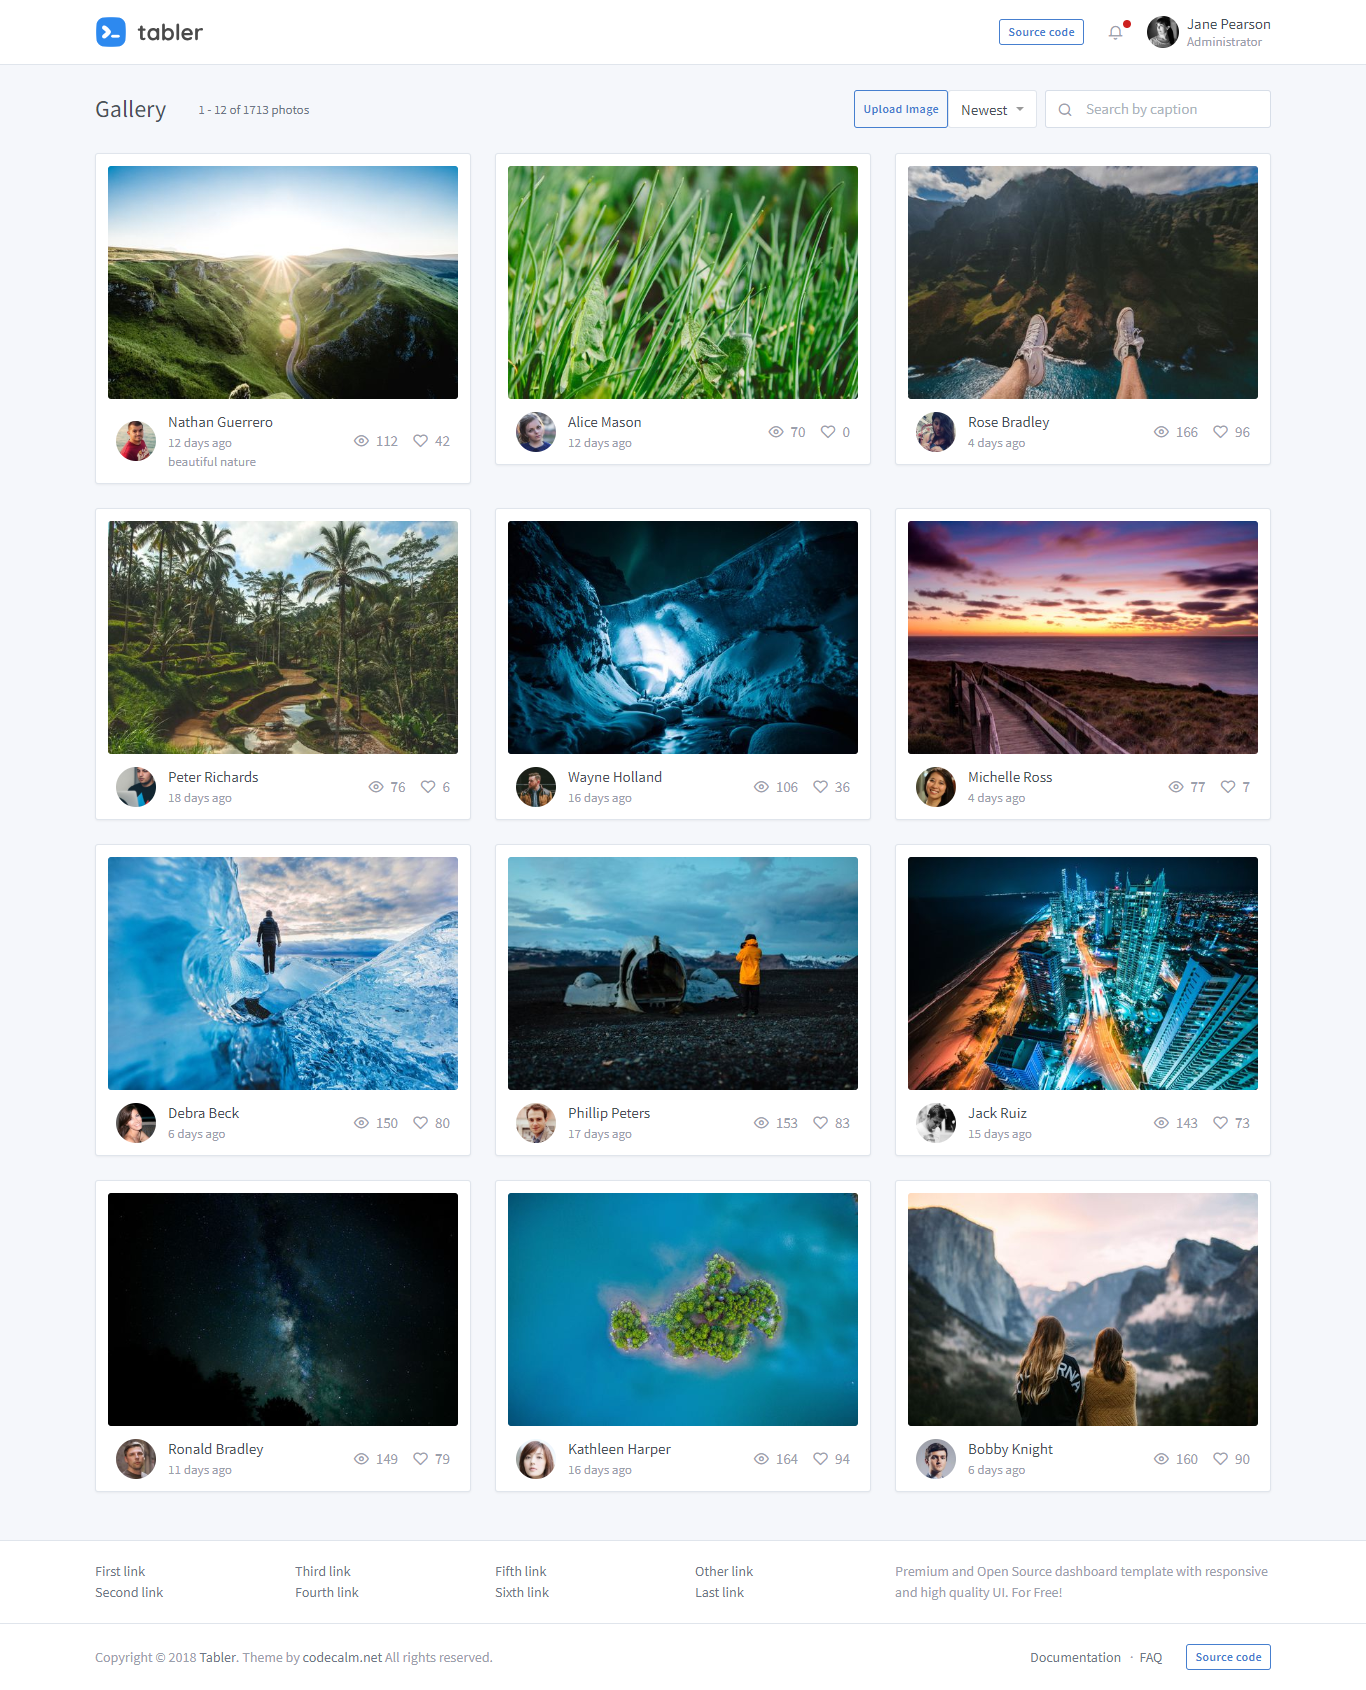 tabler
Source code
Jane Pearson
Administrator
Gallery
1 - 12 of 1713 photos
Upload Image
Newest
Search by caption
Nathan Guerrero
12 days ago
beautiful nature
112
42
Alice Mason
12 days ago
70
0
Rose Bradley
4 days ago
166
96
Peter Richards
18 days ago
76
6
Wayne Holland
16 days ago
106
36
Michelle Ross
4 days ago
77
7
Debra Beck
6 days ago
150
80
Phillip Peters
17 days ago
153
83
Jack Ruiz
15 days ago
143
73
Ronald Bradley
11 days ago
149
79
Kathleen Harper
16 days ago
164
94
Bobby Knight
6 days ago
160
90
First link
Second link
Third link
Fourth link
Fifth link
Sixth link
Other link
Last link
Premium and Open Source dashboard template with responsive
and high quality UI. For Free!
Copyright © 2018 Tabler. Theme by codecalm.net All rights reserved.
Documentation · FAQ
Source code